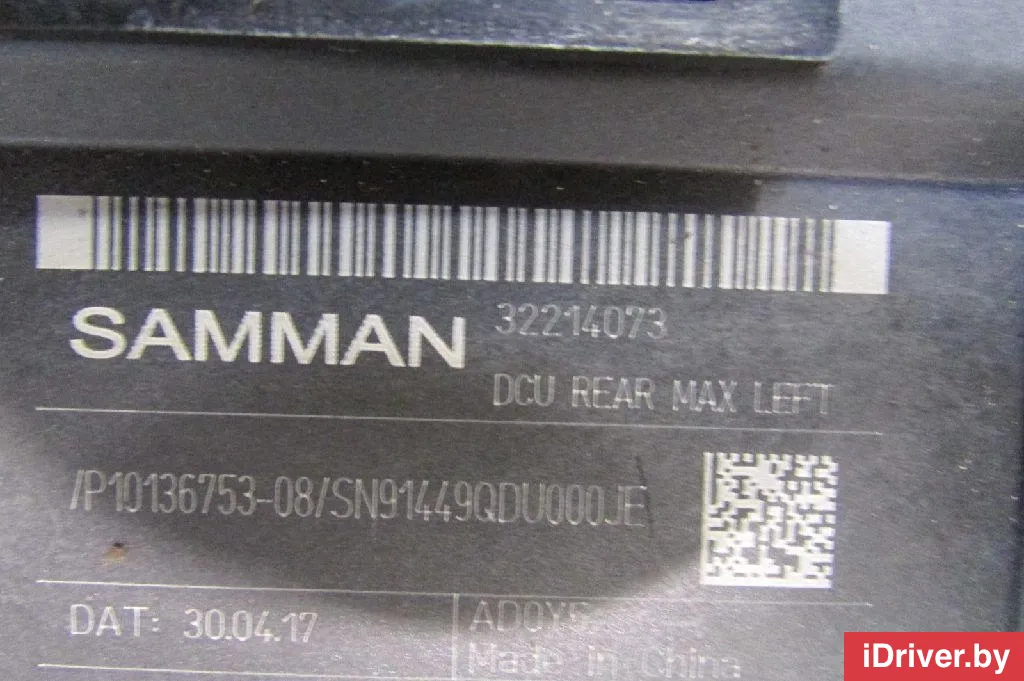 SAMMAN
32214073
DCU REAR MAX LEFT
/P10136753-08/SN91449QDU000JE
DAT: 30.04.17
Made in China
iDriver.by